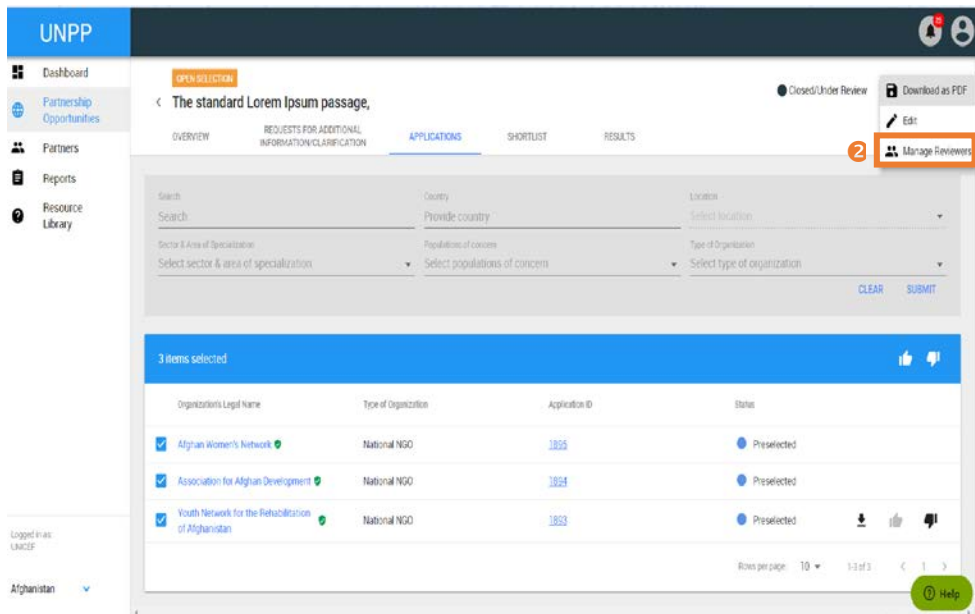 UNPP
Dashboard
Partnership
Opportunities
Partners
Reports
Resource
Library
Logged in as:
UNICEF
Afghanistan
OPEN SELECTION
The standard Lorem Ipsum passage,
Closed/Under Review
Download as PDF
Edit
2 Manage Reviewers
OVERVIEW
REQUESTS FOR ADDITIONAL
INFORMATION/CLARIFICATION
APPLICATIONS
SHORTLIST
RESULTS
Search
Country
Location
Search
Provide country
Select location
Sector & Area of Specialization
Populations of concern
Type of Organization
Select sector & area of specialization
Select populations of concern
Select type of organization
CLEAR
SUBMIT
3 items selected
Organization's Legal Name
Type of Organization
Application ID
Status
Afghan Women's Network
National NGO
1895
Preselected
Association for Afghan Development
National NGO
1894
Preselected
Youth Network for the Rehabilitation
of Afghanistan
National NGO
1893
Preselected
Rows per page: 10
1-3 of 3
1
Help